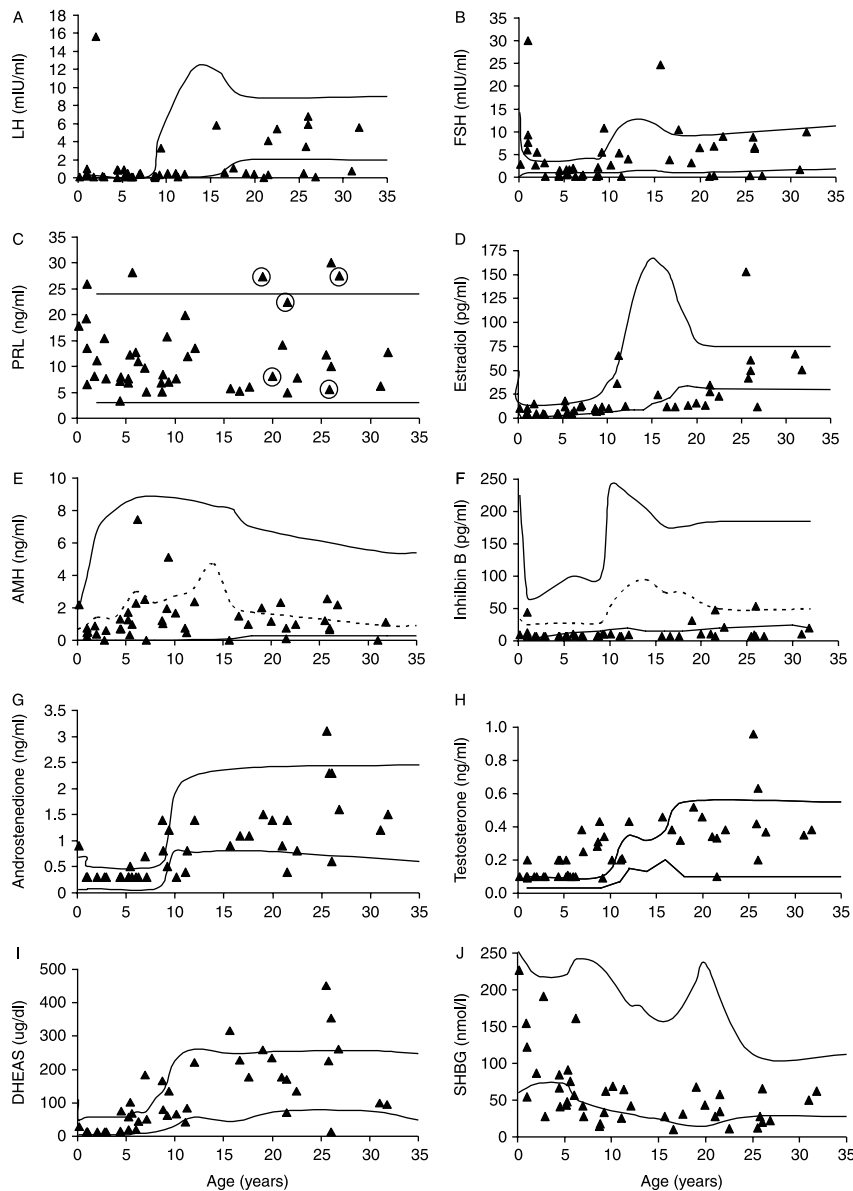 A
LH (mIU/ml)
18
16
14
12
10
8
6
4
2
0
0 5 10 15 20 25 30 35
B
FSH (mIU/ml)
35
30
25
20
15
10
5
0
0 5 10 15 20 25 30 35
C
PRL (ng/ml)
35
30
25
20
15
10
5
0
0 5 10 15 20 25 30 35
D
Estradiol (pg/ml)
175
150
125
100
75
50
25
0
0 5 10 15 20 25 30 35
E
AMH (ng/ml)
10
8
6
4
2
0
0 5 10 15 20 25 30 35
F
Inhilbin B (pg/ml)
250
200
150
100
50
0
0 5 10 15 20 25 30 35
G
Androstenedione (ng/ml)
3.5
3
2.5
2
1.5
1
0.5
0
0 5 10 15 20 25 30 35
H
Testosterone (ng/ml)
1.0
0.8
0.6
0.4
0.2
0.0
0 5 10 15 20 25 30 35
I
DHEAS (ug/dl)
500
400
300
200
100
0
0 5 10 15 20 25 30 35
Age (years)
J
SHBG (nmol/l)
250
200
150
100
50
0
0 5 10 15 20 25 30 35
Age (years)